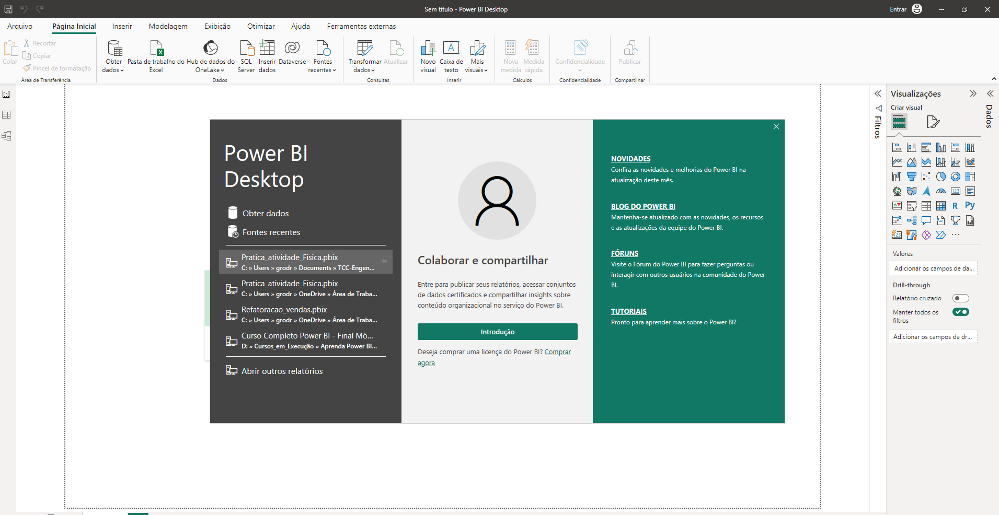 Sem título - Power BI Desktop
Entrar
Arquivo
Página Inicial
Inserir
Modelagem
Exibição
Otimizar
Ajuda
Ferramentas externas
Colar
Recortar
Copiar
Pincel de formatação
Área de Transferência
Obter
dados
Pasta de trabalho do
Excel
Hub de dados do
OneLake
SQL
Server
Inserir
dados
Dataverse
Fontes
recentes
Dados
Transformar
dados
Atualizar
Consultas
Novo
visual
Caixa de
texto
Mais
visuais
Inserir
Nova
medida
Medida
rápida
Cálculos
Confidencialidade
Confidencialidade
Publicar
Compartilhar
Power BI
Desktop
Obter dados
Fontes recentes
Pratica_atividade_Fisica.pbix
C: » Users » grodr » Documents » TCC-Engen...
Pratica_atividade_Fisica.pbix
C: » Users » grodr » OneDrive » Área de Traba...
Refatoracao_vendas.pbix
C: » Users » grodr » OneDrive » Área de Traba...
Curso Completo Power BI - Final Mó...
D: » Cursos_em_Execução » Aprenda Power BI...
Abrir outros relatórios
Colaborar e compartilhar
Entre para publicar seus relatórios, acessar conjuntos
de dados certificados e compartilhar insights sobre
conteúdo organizacional no serviço do Power BI.
Introdução
Deseja comprar uma licença do Power BI? Comprar
agora
NOVIDADES
Confira as novidades e melhorias do Power BI na
atualização deste mês.
BLOG DO POWER BI
Mantenha-se atualizado com as novidades, os recursos
e as atualizações da equipe do Power BI.
FÓRUNS
Visite o Fórum do Power BI para fazer perguntas ou
interagir com outros usuários na comunidade do Power
BI.
TUTORIAIS
Pronto para aprender mais sobre o Power BI?
Filtros
Visualizações
Criar visual
123
R
Py
123
...
Valores
Adicionar os campos de da...
Drill-through
Relatório cruzado
Manter todos os
filtros
Adicionar os campos de dr...
Dados